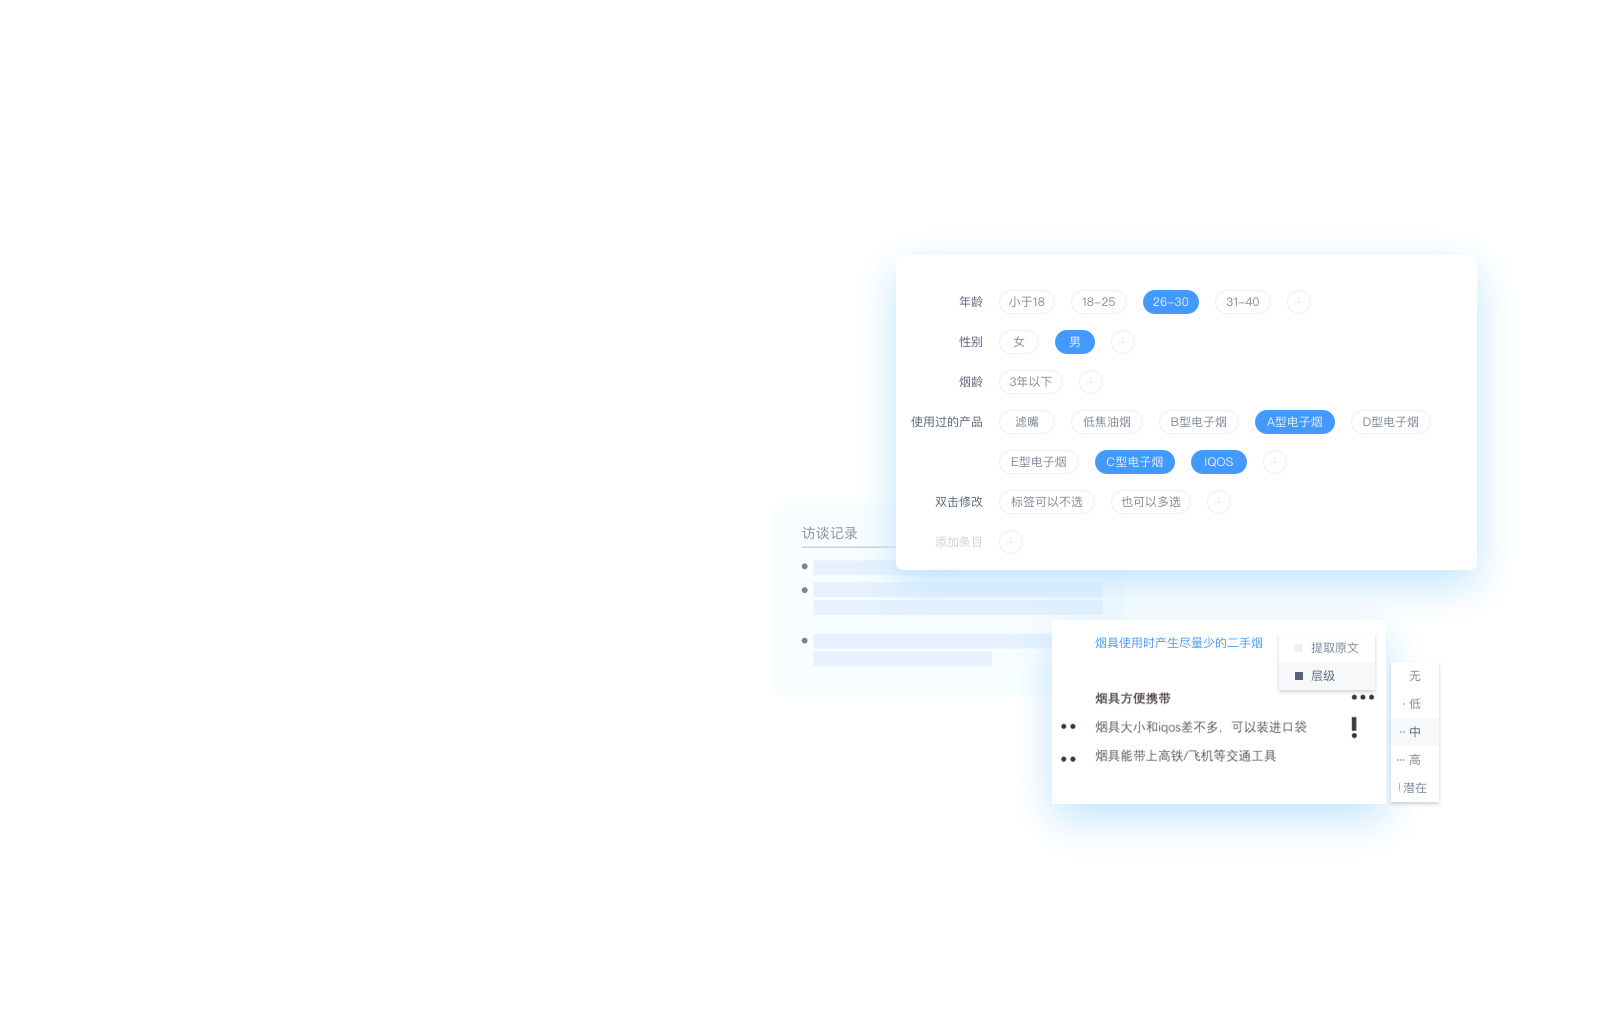 年龄 小于18 18-25 26-30 31-40 +
性别 女 男 +
烟龄 3年以下 +
使用过的产品 滤嘴 低焦油烟 B型电子烟 A型电子烟 D型电子烟
E型电子烟 C型电子烟 IQOS +
双击修改 标签可以不选 也可以多选 +
添加条目 +
访谈记录
烟具使用时产生尽量少的二手烟
提取原文
层级
烟具方便携带
烟具大小和iqos差不多，可以装进口袋
烟具能带上高铁/飞机等交通工具
无
· 低
·· 中
··· 高
! 潜在